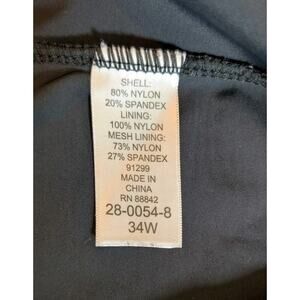 SHELL:
80% NYLON
20% SPANDEX
LINING:
100% NYLON
MESH LINING:
73% NYLON
27% SPANDEX
91299
MADE IN
CHINA
RN 88842
28-0054-8
34W